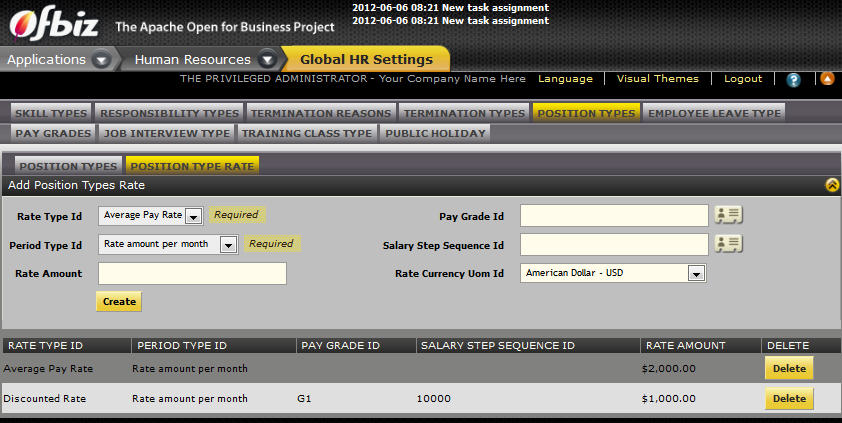 2012-06-06 08:21 New task assignment
Ofbiz The Apache Open for Business Project
2012-06-06 08:21 New task assignment
Applications Human Resources Global HR Settings
THE PRIVILEGED ADMINISTRATOR - Your Company Name Here Language Visual Themes Logout ?
SKILL TYPES RESPONSIBILITY TYPES TERMINATION REASONS TERMINATION TYPES POSITION TYPES EMPLOYEE LEAVE TYPE
PAY GRADES JOB INTERVIEW TYPE TRAINING CLASS TYPE PUBLIC HOLIDAY
POSITION TYPES POSITION TYPE RATE
Add Position Types Rate
Rate Type Id Average Pay Rate Required Pay Grade Id
Period Type Id Rate amount per month Required Salary Step Sequence Id
Rate Amount Rate Currency Uom Id American Dollar - USD
Create
RATE TYPE ID PERIOD TYPE ID PAY GRADE ID SALARY STEP SEQUENCE ID RATE AMOUNT DELETE
Average Pay Rate Rate amount per month $2,000.00 Delete
Discounted Rate Rate amount per month G1 10000 $1,000.00 Delete